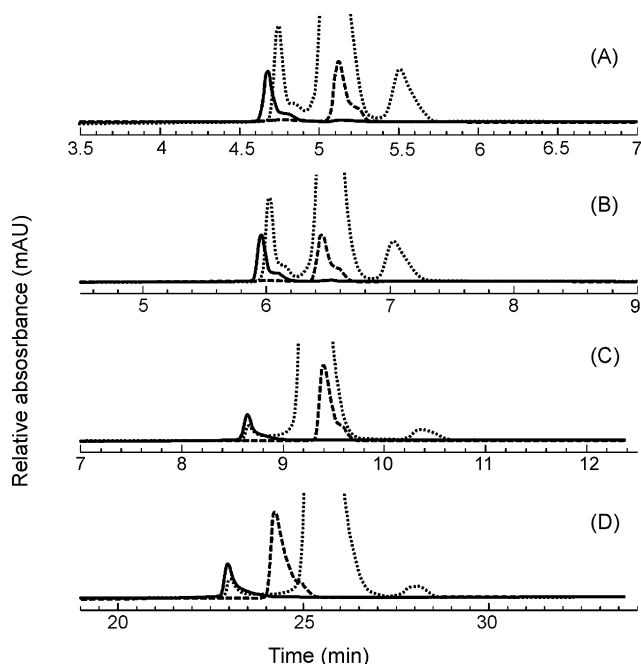 (A)
3.5 4 4.5 5 5.5 6 6.5 7
(B)
5 6 7 8 9
(C)
7 8 9 10 11 12
(D)
20 25 30
Relative absosrbance (mAU)
Time (min)